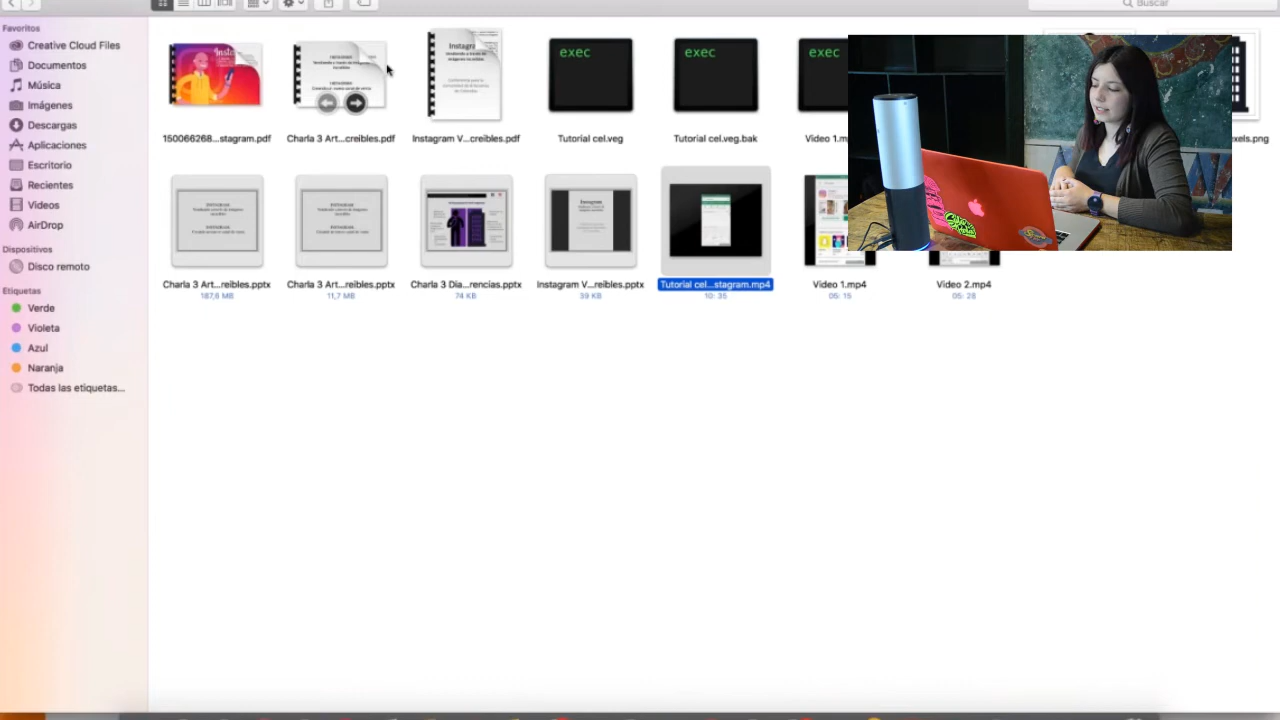 Buscar
Favoritos
Creative Cloud Files
Documentos
Música
Imágenes
Descargas
Aplicaciones
Escritorio
Recientes
Videos
AirDrop
Dispositivos
Disco remoto
Etiquetas
Verde
Violeta
Azul
Naranja
Todas las etiquetas...
exec
exec
exec
150066268...stagram.pdf
Charla 3 Art...creibles.pdf
Instagram V...creibles.pdf
Tutorial cel.veg
Tutorial cel.veg.bak
Video 1.m
exels.png
Charla 3 Art...reibles.pptx
187,6 MB
Charla 3 Art...reibles.pptx
11,7 MB
Charla 3 Dia...rencias.pptx
74 KB
Instagram V...reibles.pptx
39 KB
Tutorial cel...stagram.mp4
10: 35
Video 1.mp4
05: 15
Video 2.mp4
05: 28